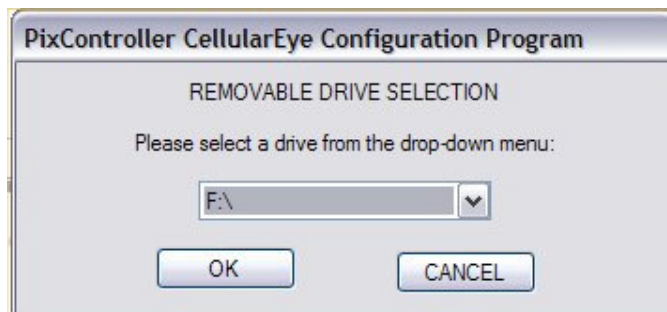 PixController CellularEye Configuration Program
REMOVABLE DRIVE SELECTION
Please select a drive from the drop-down menu:
F:\
OK
CANCEL